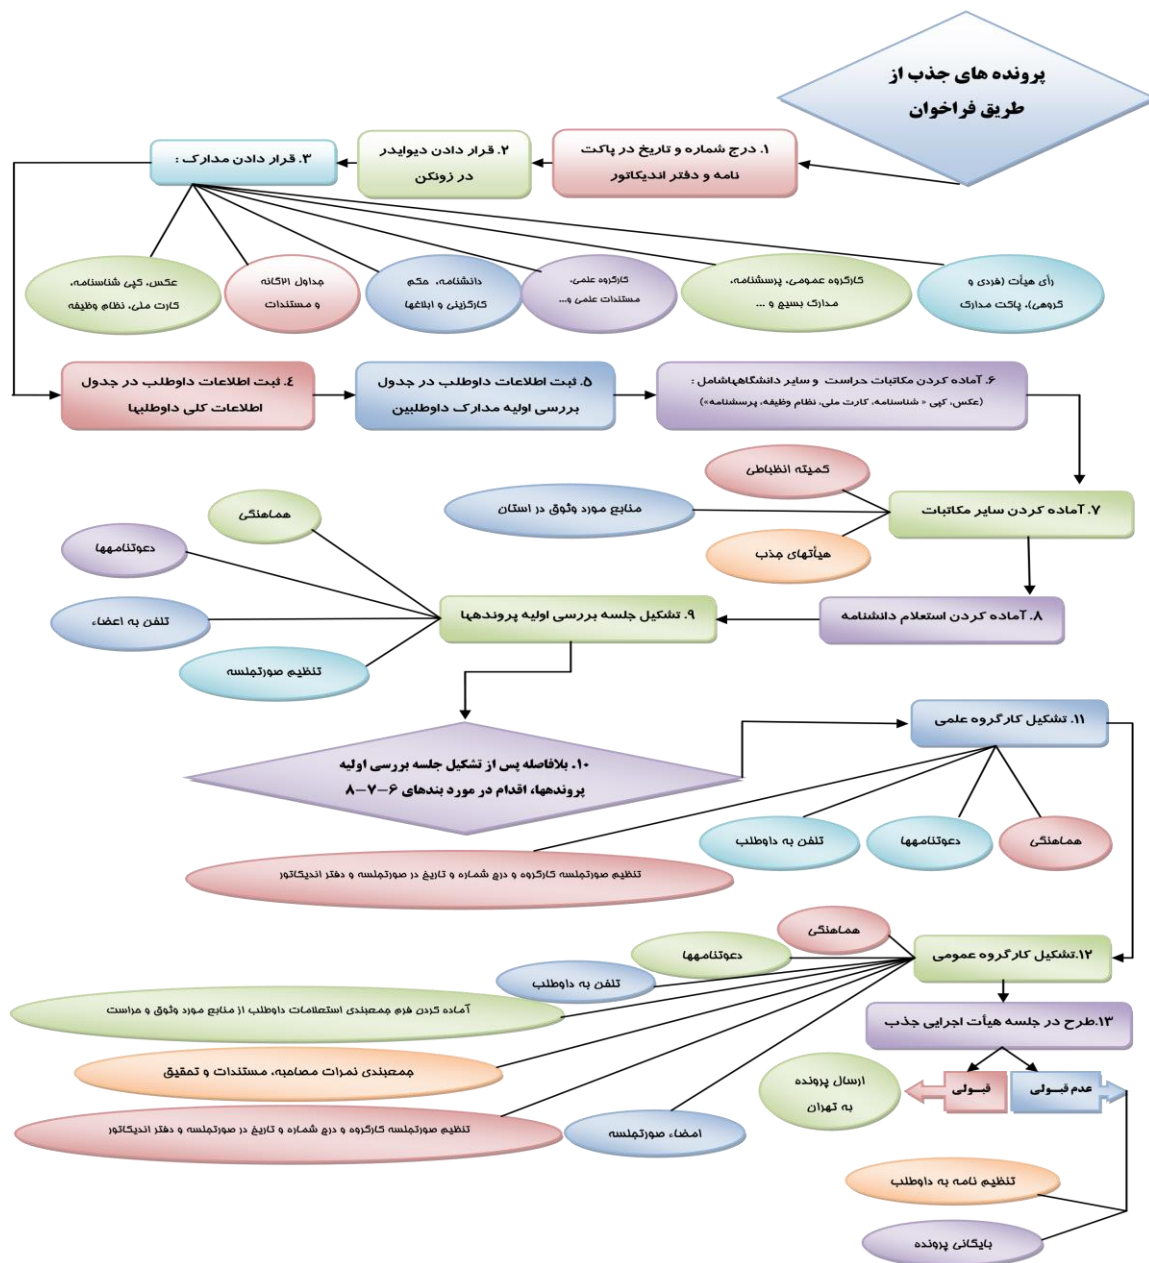 پرونده های جذب از
طریق فراخوان
۱. درج شماره و تاریخ در پاکت
نامه و دفتر اندیکاتور
۲. قرار دادن دیوایدر
در زونکن
۳. قرار دادن مدارک :
رأی هیأت (فردی و
گروهی)، پاکت مدارک
کارگروه عمومی، پرسشنامه،
مدارک بسیج و ...
کارگروه علمی،
مستندات علمی و...
دانشنامه، حکم
کارگزینی و ابلاغها
جداول ۲۱گانه
و مستندات
عکس، کپی شناسنامه،
کارت ملی، نظام وظیفه
۴. ثبت اطلاعات داوطلب در جدول
اطلاعات کلی داوطلبها
۵. ثبت اطلاعات داوطلب در جدول
بررسی اولیه مدارک داوطلبین
۶. آماده کردن مکاتبات حراست و سایر دانشگاههاشامل :
(عکس، کپی « شناسنامه، کارت ملی، نظام وظیفه، پرسشنامه»)
۷. آماده کردن سایر مکاتبات
کمیته انظباطی
منابع مورد وثوق در استان
هیأتهای جذب
۸. آماده کردن استعلام دانشنامه
۹. تشکیل جلسه بررسی اولیه پروندهها
هماهنگی
دعوتنامهها
تلفن به اعضاء
تنظیم صورتجلسه
۱۰. بلافاصله پس از تشکیل جلسه بررسی اولیه
پروندهها، اقدام در مورد بندهای ۶-۷-۸
۱۱. تشکیل کارگروه علمی
هماهنگی
دعوتنامهها
تلفن به داوطلب
تنظیم صورتجلسه کارگروه و درج شماره و تاریخ در صورتجلسه و دفتر اندیکاتور
۱۲.تشکیل کارگروه عمومی
هماهنگی
دعوتنامهها
تلفن به داوطلب
آماده کردن فرم جمعبندی استعلامات داوطلب از منابع مورد وثوق و حراست
جمعبندی نمرات مصاحبه، مستندات و تحقیق
تنظیم صورتجلسه کارگروه و درج شماره و تاریخ در صورتجلسه و دفتر اندیکاتور
امضاء صورتجلسه
۱۳.طرح در جلسه هیأت اجرایی جذب
عدم قبـولی
قبـولی
ارسال پرونده
به تهران
تنظیم نامه به داوطلب
بایگانی پرونده